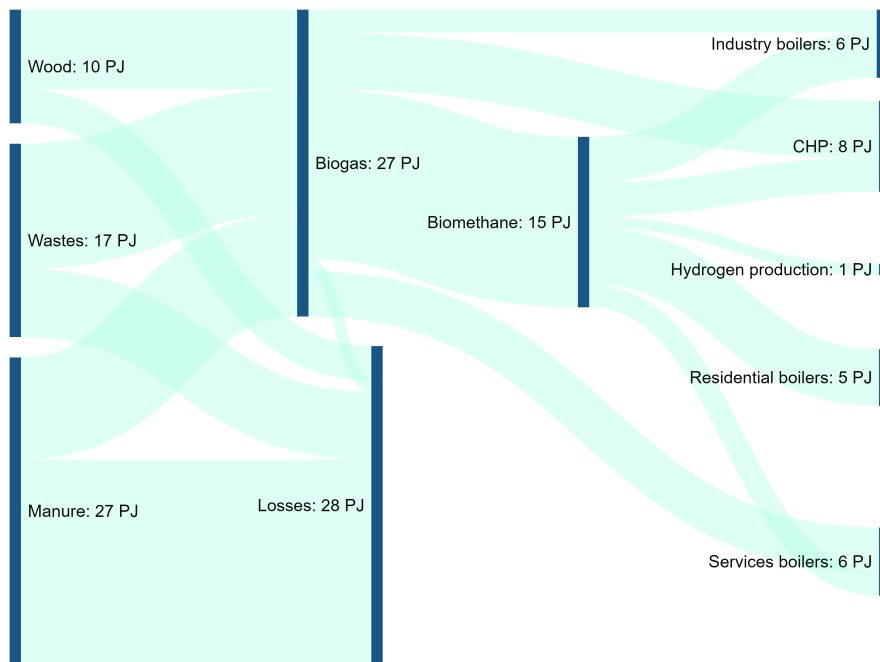 Wood: 10 PJ
Wastes: 17 PJ
Manure: 27 PJ
Biogas: 27 PJ
Losses: 28 PJ
Biomethane: 15 PJ
Industry boilers: 6 PJ
CHP: 8 PJ
Hydrogen production: 1 PJ
Residential boilers: 5 PJ
Services boilers: 6 PJ